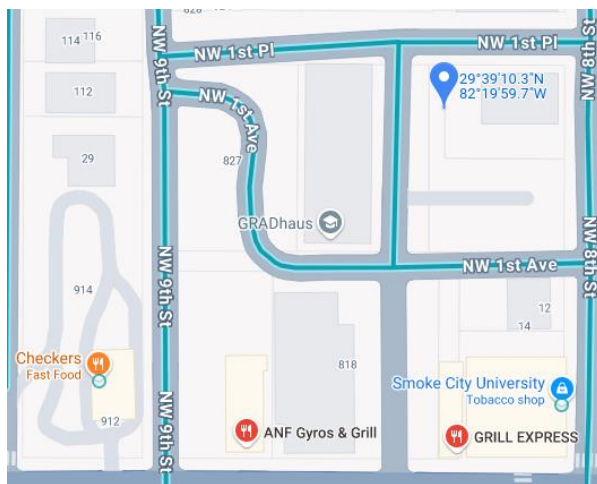 828
114
116
NW 9th St
NW 1st Pl
NW 1st Pl
NW 8th St
112
NW 1st Ave
29°39'10.3"N
82°19'59.7"W
29
827
GRADhaus
NW 9th St
NW 1st Ave
NW 8th St
914
12
14
Checkers
Fast Food
818
Smoke City University
Tobacco shop
912
NW 9th St
ANF Gyros & Grill
GRILL EXPRESS